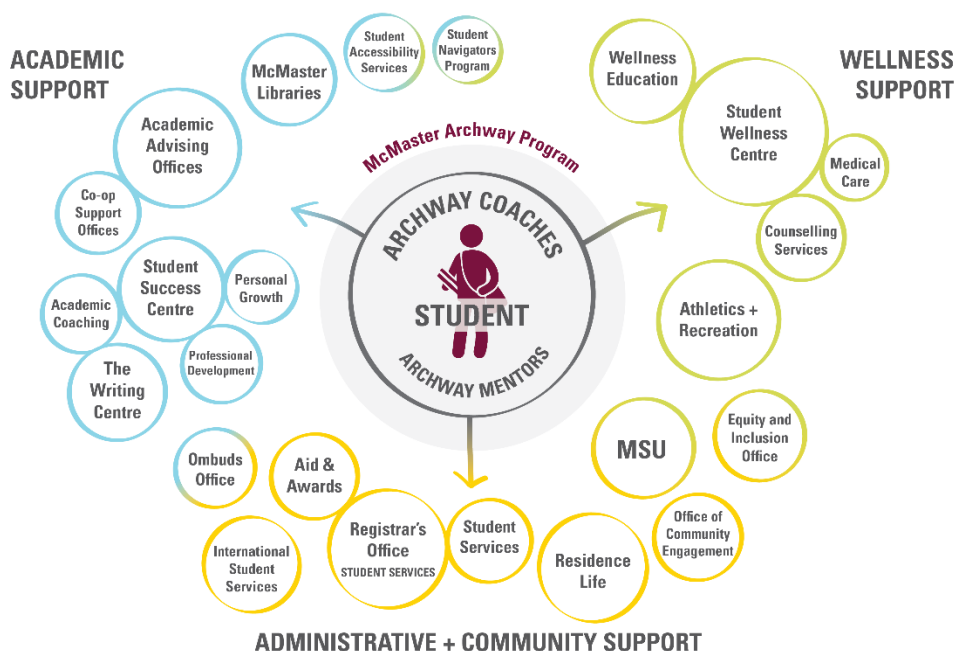 ACADEMIC
SUPPORT
McMaster
Libraries
Student
Accessibility
Services
Student
Navigators
Program
Academic
Advising
Offices
Co-op
Support
Offices
Student
Success
Centre
Personal
Growth
Academic
Coaching
Professional
Development
The
Writing
Centre
WELLNESS
SUPPORT
Wellness
Education
Student
Wellness
Centre
Medical
Care
Counselling
Services
Athletics +
Recreation
McMaster Archway Program
ARCHWAY COACHES
STUDENT
ARCHWAY MENTORS
MSU
Equity and
Inclusion
Office
Ombuds
Office
Aid &
Awards
International
Student
Services
Registrar's
Office
STUDENT SERVICES
Student
Services
Residence
Life
Office of
Community
Engagement
ADMINISTRATIVE + COMMUNITY SUPPORT